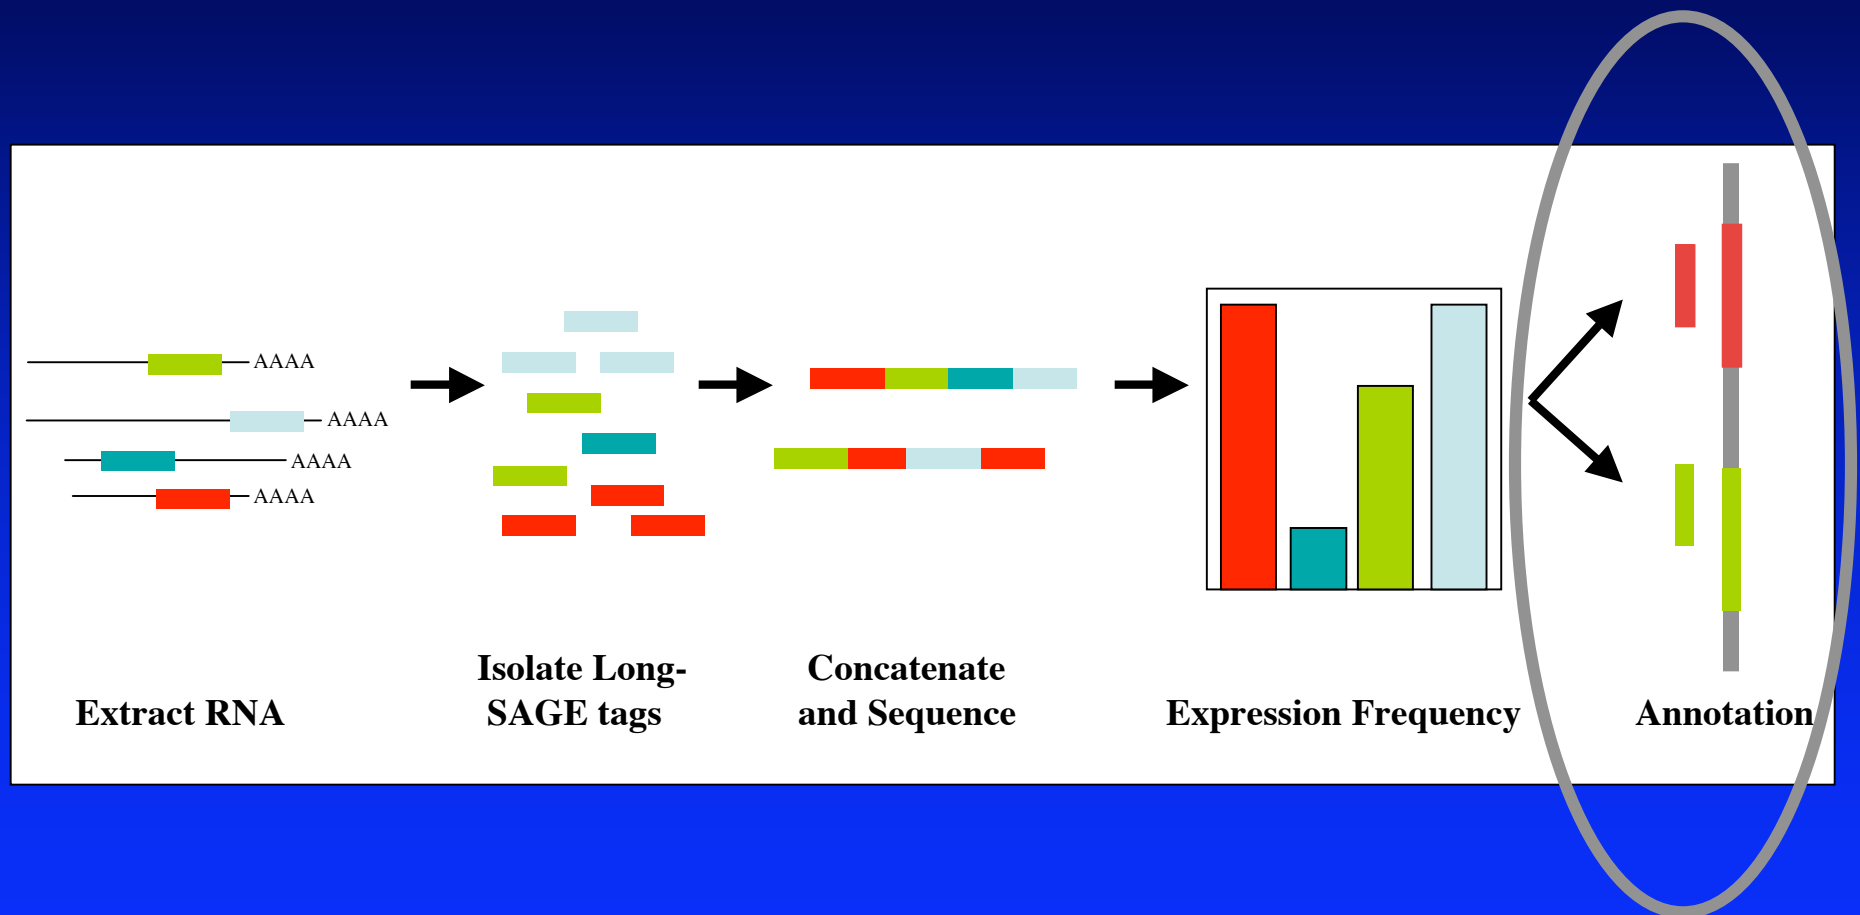 AAAA
AAAA
AAAA
AAAA
Extract RNA
Isolate Long-
SAGE tags
Concatenate
and Sequence
Expression Frequency
Annotation